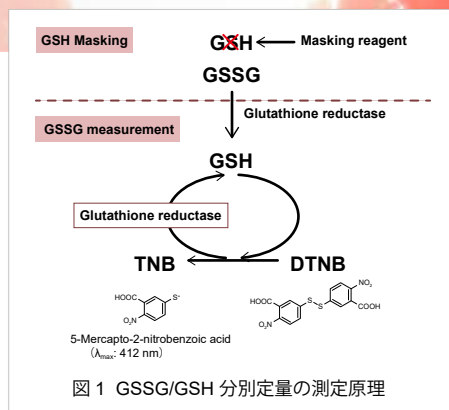 GSH Masking
GSH
Masking reagent
GSSG
Glutathione reductase
GSSG measurement
GSH
Glutathione reductase
TNB
DTNB
HOOC
S⁻
O₂N
HOOC
O₂N
S
S
NO₂
COOH
5-Mercapto-2-nitrobenzoic acid
（λmax: 412 nm）
図 1 GSSG/GSH 分別定量の測定原理